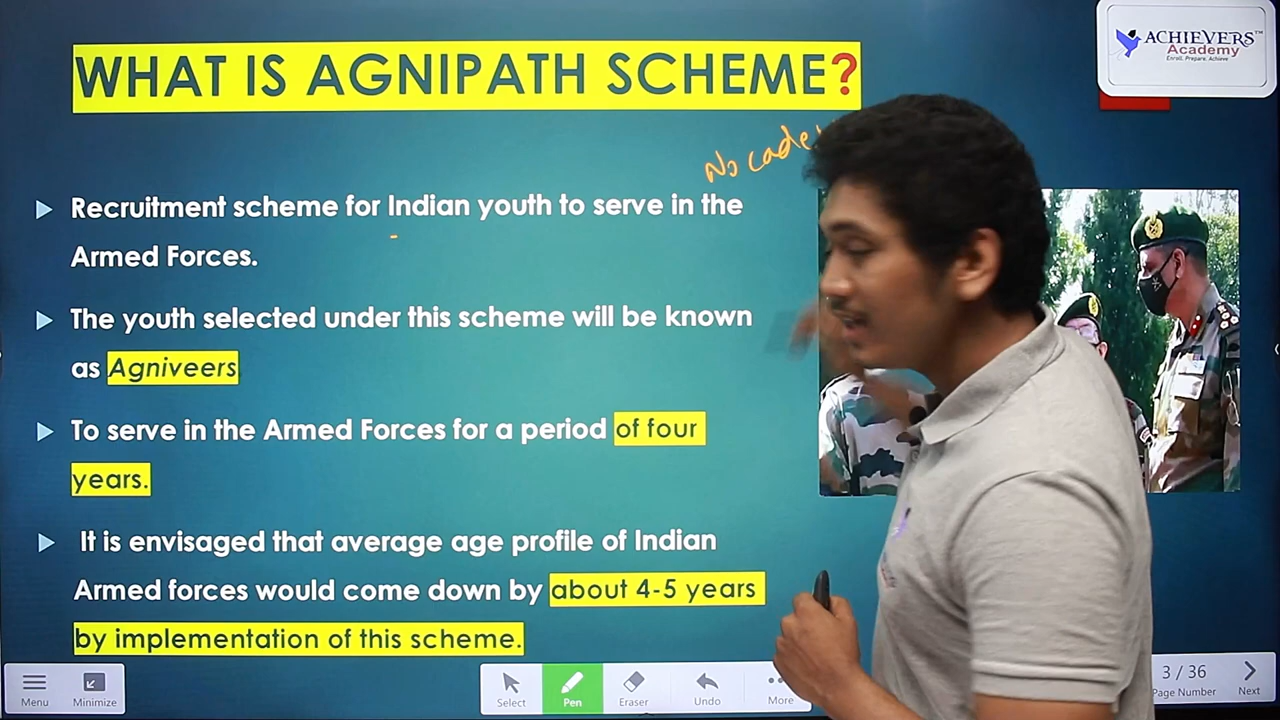 ACHIEVERS™
Academy
Enroll. Prepare. Achieve
WHAT IS AGNIPATH SCHEME?
No
Recruitment scheme for Indian youth to serve in the
Armed Forces.
The youth selected under this scheme will be known
as Agniveers
To serve in the Armed Forces for a period of four
years.
It is envisaged that average age profile of Indian
Armed forces would come down by about 4-5 years
by implementation of this scheme.
Menu
Minimize
Select
Pen
Eraser
Undo
More
3 / 36
Page Number
Next